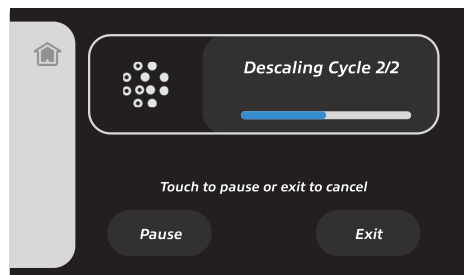 Descaling Cycle 2/2
Touch to pause or exit to cancel
Pause
Exit